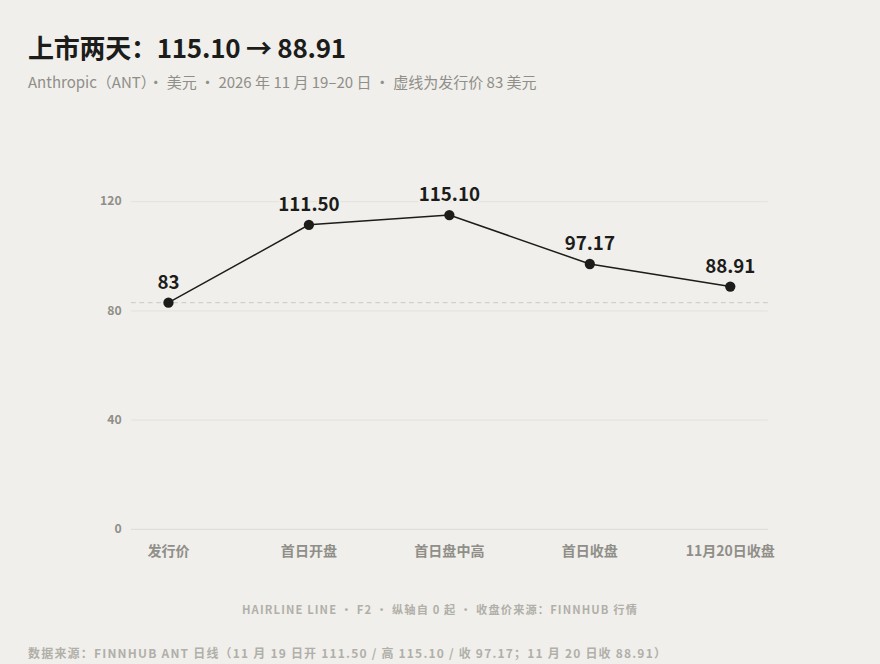 上市两天：115.10 → 88.91
Anthropic（ANT）· 美元 · 2026 年 11 月 19–20 日 · 虚线为发行价 83 美元
115.10
120
111.50
97.17
88.91
83
80
40
0
发行价 首日开盘 首日盘中高 首日收盘 11月20日收盘
HAIRLINE LINE · F2 · 纵轴自 0 起 · 收盘价来源：FINNHUB 行情
数据来源：FINNHUB ANT 日线（11 月 19 日开 111.50 / 高 115.10 / 收 97.17；11 月 20 日收 88.91）